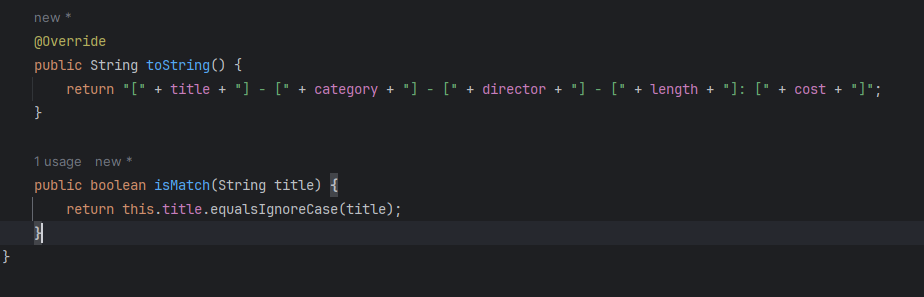 new *
@Override
public String toString() {
    return "[" + title + "] - [" + category + "] - [" + director + "] - [" + length + "]: [" + cost + "]";
}
1 usage   new *
public boolean isMatch(String title) {
    return this.title.equalsIgnoreCase(title);
}
}